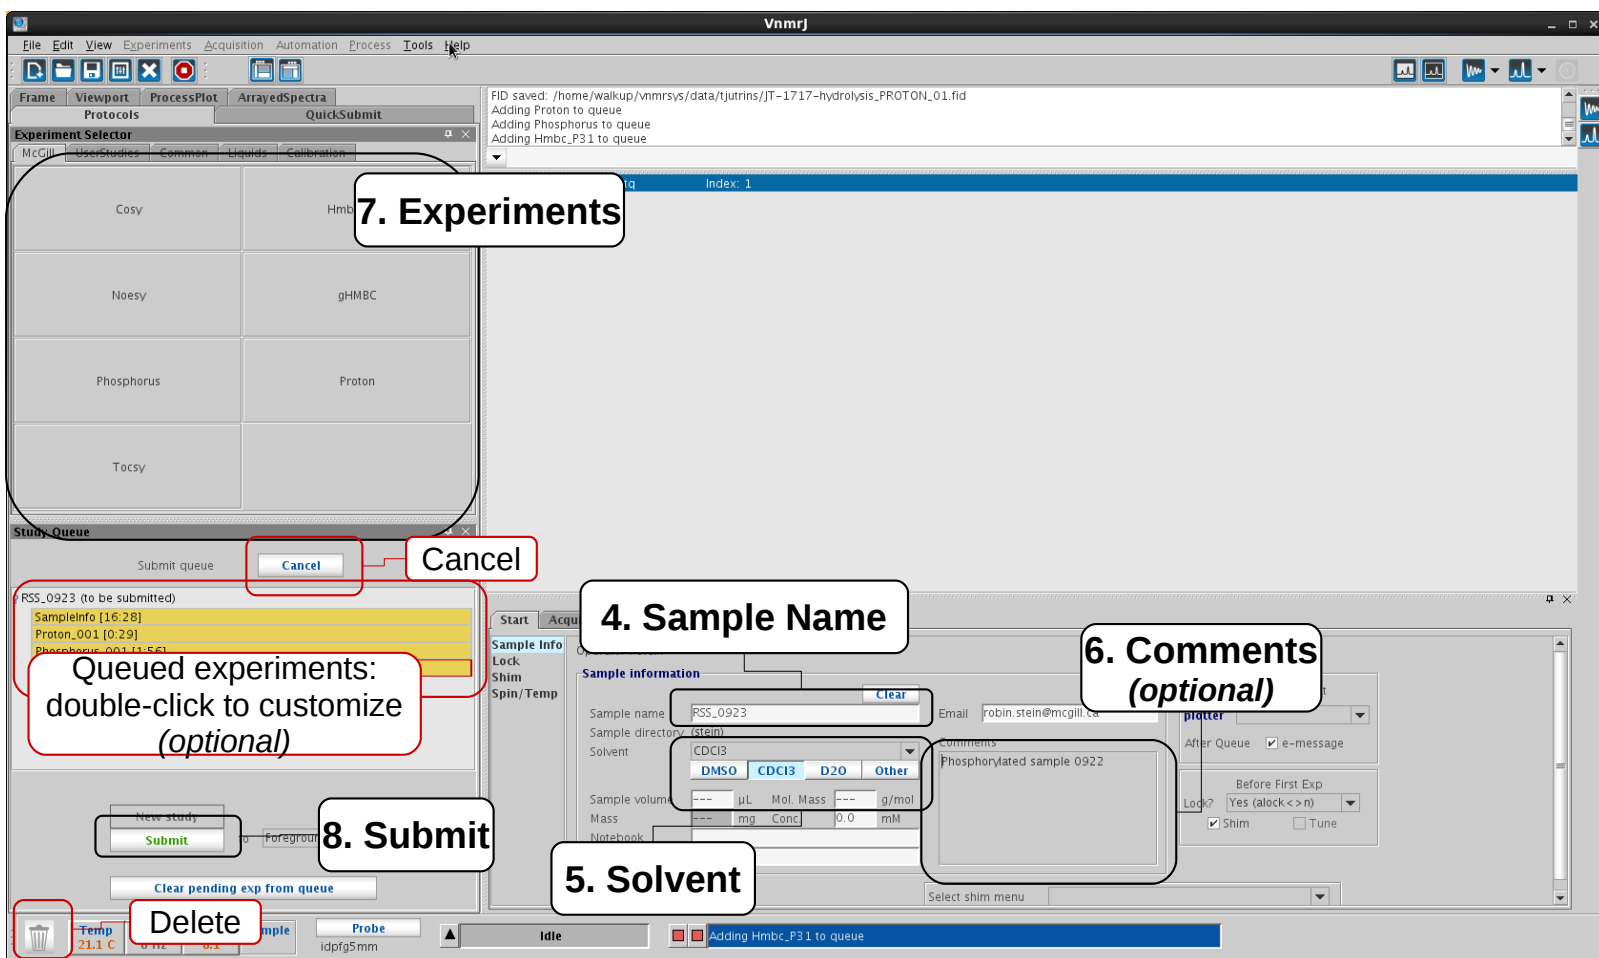 VnmrJ
File Edit View Experiments Acquisition Automation Process Tools Help
Frame Viewport ProcessPlot ArrayedSpectra
Protocols QuickSubmit
Experiment Selector
McGill UserStudies Common Liquids Calibration
Cosy
Noesy gHMBC
Phosphorus Proton
Tocsy
7. Experiments
FID saved: /home/walkup/vnmrsys/data/tjutrins/JT-1717-hydrolysis_PROTON_01.fid
Adding Proton to queue
Adding Phosphorus to queue
Adding Hmbc_P31 to queue
Index: 1
Study Queue
Submit queue Cancel
Cancel
RSS_0923 (to be submitted)
SampleInfo [16:28]
Proton_001 [0:29]
Phosphorus_001 [1:56]
Queued experiments:
double-click to customize
(optional)
New study
Submit to
8. Submit
Clear pending exp from queue
Delete
Temp
21.1 C
Probe
idpfg5mm
Idle
Adding Hmbc_P31 to queue
Start
4. Sample Name
Sample Info
Lock
Shim
Spin/Temp
Sample information
Clear
Sample name RSS_0923
Sample directory (stein)
Solvent CDCl3
DMSO CDCl3 D2O Other
Sample volume --- µL Mol. Mass --- g/mol
Mass --- mg Conc. 0.0 mM
Notebook
5. Solvent
Email robin.stein@mcgill.ca
Comments
Phosphorylated sample 0922
6. Comments
(optional)
plotter
After Queue e-message
Before First Exp
Lock? Yes (alock<>n)
Shim Tune
Select shim menu